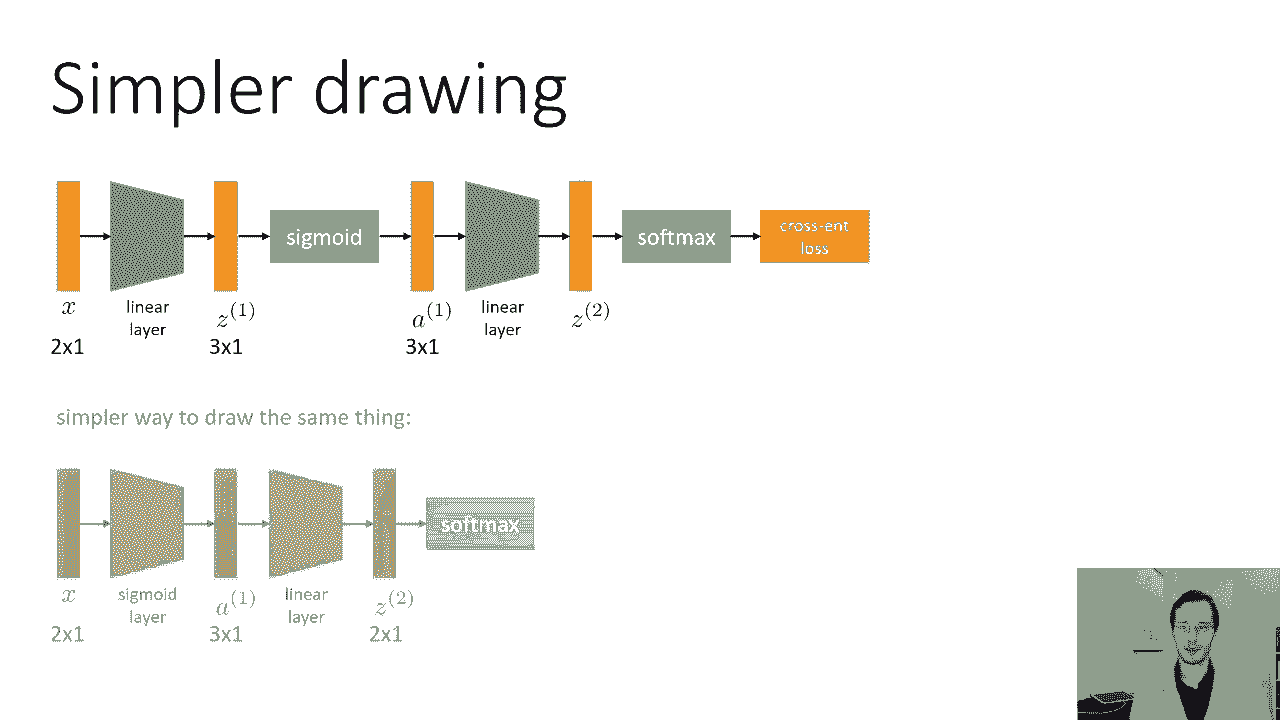 Simpler drawing
sigmoid
softmax
cross-ent
loss
x
linear
layer
z(1)
a(1)
linear
layer
z(2)
2x1
3x1
3x1
simpler way to draw the same thing:
softmax
x
sigmoid
layer
a(1)
linear
layer
z(2)
2x1
3x1
2x1